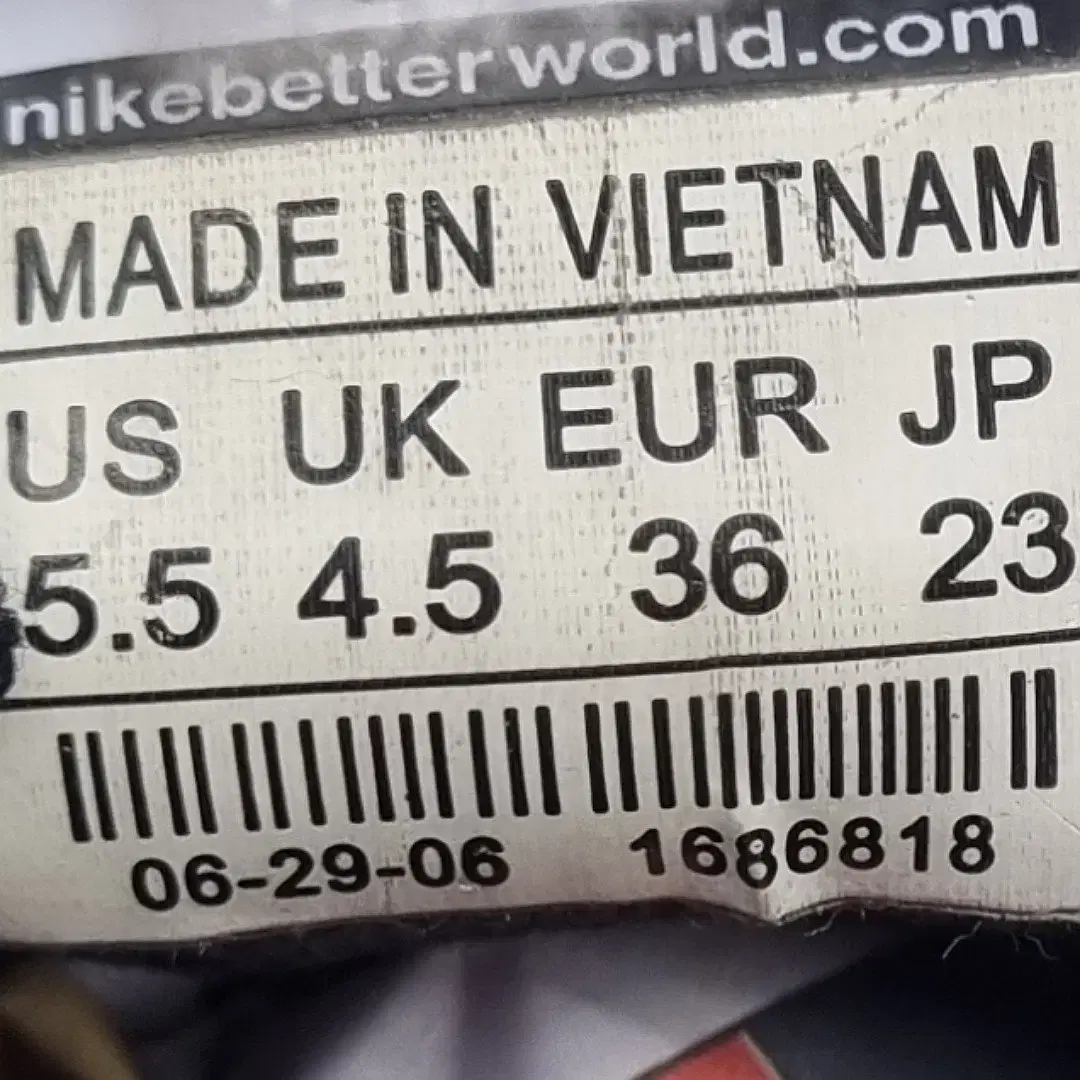 nikebetterworld.com
MADE IN VIETNAM
US UK EUR JP
5.5 4.5 36 23
06-29-06 1686818